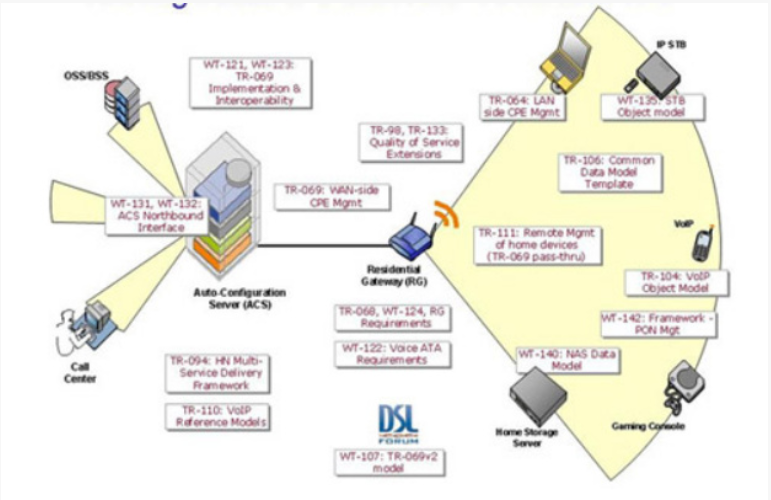 OSS/BSS
WT-121, WT-123:
TR-069
Implementation &
Interoperability
IP STB
TR-064: LAN
side CPE Mgmt
WT-135: STB
Object model
TR-98, TR-133:
Quality of Service
Extensions
TR-106: Common
Data Model
Template
TR-069: WAN-side
CPE Mgmt
WT-131, WT-132:
ACS Northbound
Interface
TR-111: Remote Mgmt
of home devices
(TR-069 pass-thru)
VoIP
Residential
Gateway (RG)
TR-104: VoIP
Object Model
Auto-Configuration
Server (ACS)
TR-068, WT-124, RG
Requirements
WT-142: Framework -
PON Mgt
WT-122: Voice ATA
Requirements
WT-140: NAS Data
Model
Call
Center
TR-094: HN Multi-
Service Delivery
Framework
TR-110: VoIP
Reference Models
DSL
FORUM
Home Storage
Server
Gaming Console
WT-107: TR-069v2
model